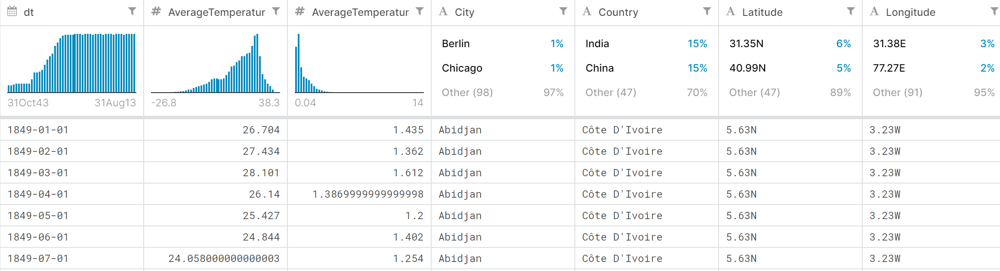 dt # AverageTemperatur # AverageTemperatur A City A Country A Latitude A Longitude
Berlin 1% India 15% 31.35N 6% 31.38E 3%
Chicago 1% China 15% 40.99N 5% 77.27E 2%
Other (98) 97% Other (47) 70% Other (47) 89% Other (91) 95%
31Oct43 31Aug13 -26.8 38.3 0.04 14
1849-01-01 26.704 1.435 Abidjan Côte D'Ivoire 5.63N 3.23W
1849-02-01 27.434 1.362 Abidjan Côte D'Ivoire 5.63N 3.23W
1849-03-01 28.101 1.612 Abidjan Côte D'Ivoire 5.63N 3.23W
1849-04-01 26.14 1.3869999999999998 Abidjan Côte D'Ivoire 5.63N 3.23W
1849-05-01 25.427 1.2 Abidjan Côte D'Ivoire 5.63N 3.23W
1849-06-01 24.844 1.402 Abidjan Côte D'Ivoire 5.63N 3.23W
1849-07-01 24.058000000000003 1.254 Abidjan Côte D'Ivoire 5.63N 3.23W